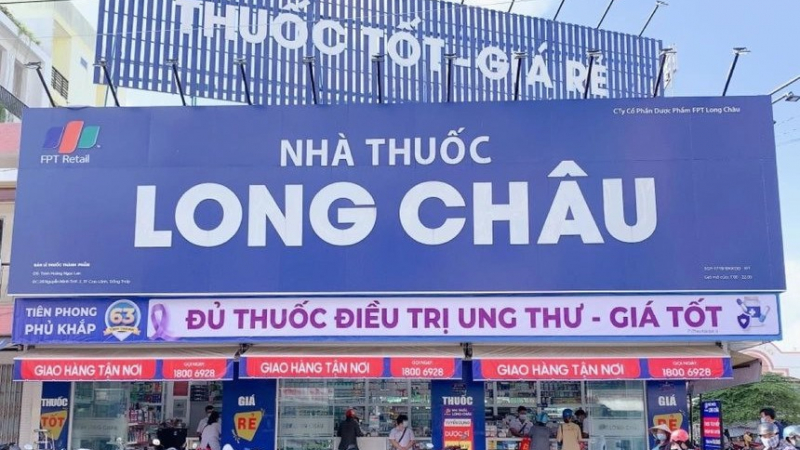 THUỐC TỐT - GIÁ RẺ
CTy Cổ Phần Dược Phẩm FPT Long Châu
FPT Retail
NHÀ THUỐC
LONG CHÂU
TIÊN PHONG
PHỦ KHẮP
63
ĐỦ THUỐC ĐIỀU TRỊ UNG THƯ - GIÁ TỐT
GIAO HÀNG TẬN NƠI 1800 6928
GIAO HÀNG TẬN NƠI 1800 6928
GIAO HÀNG TẬN NƠI 1800 6928
THUỐC
TỐT
GIÁ
RẺ
THUỐC
GIÁ
RẺ